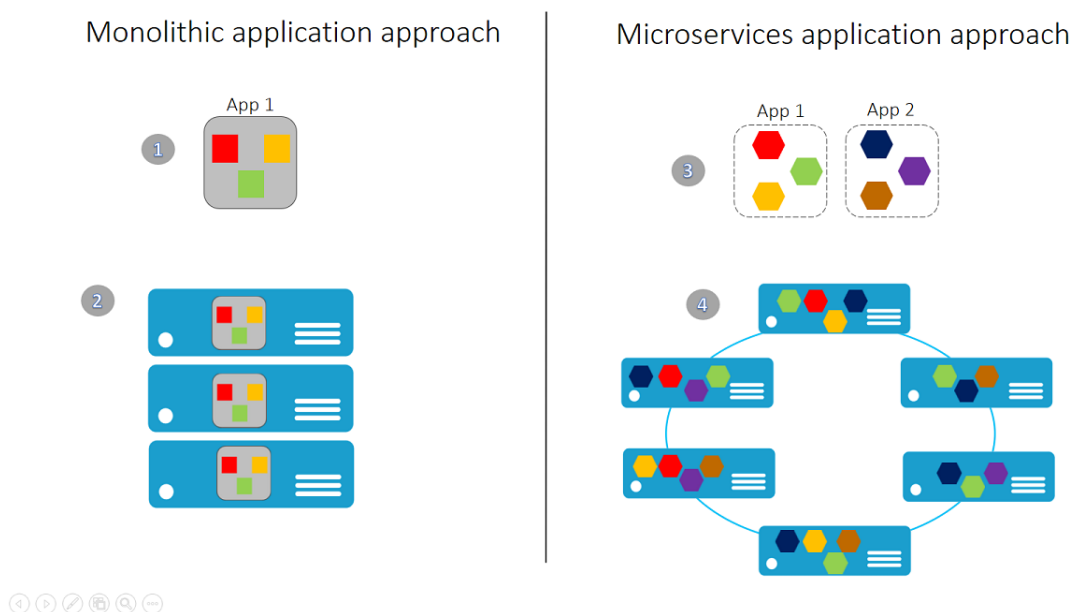 Monolithic application approach
Microservices application approach
App 1
1
2
App 1
App 2
3
4